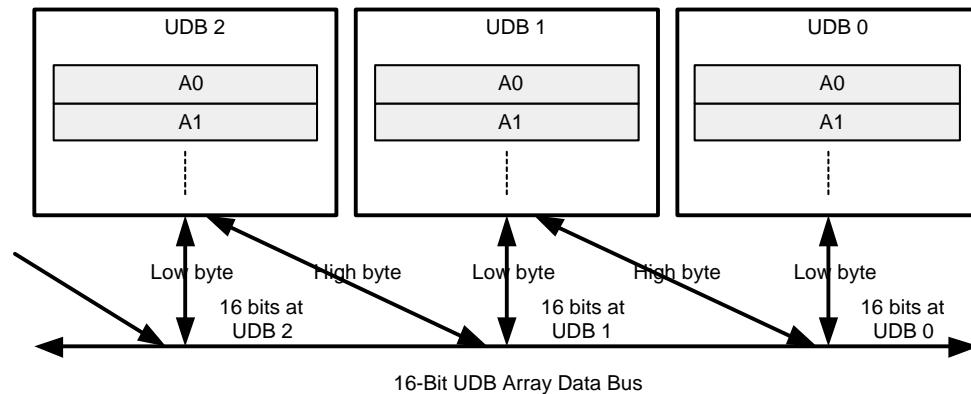 UDB 2
UDB 1
UDB 0
A0
A0
A0
A1
A1
A1
Low byte
High byte
Low byte
High byte
Low byte
16 bits at
UDB 2
16 bits at
UDB 1
16 bits at
UDB 0
16-Bit UDB Array Data Bus